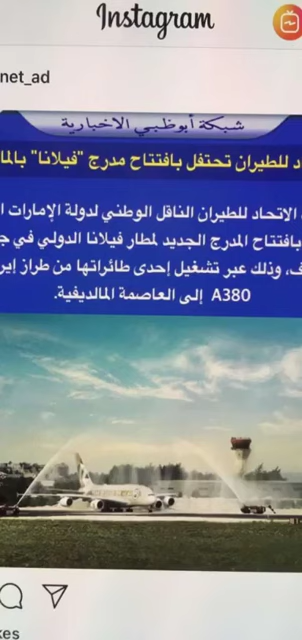 Instagram
net_ad
شبكة أبوظبي الاخبارية
د للطيران تحتفل بافتتاح مدرج "فيلانا" بالما
الاتحاد للطيران الناقل الوطني لدولة الإمارات ا
بافتتاح المدرج الجديد لمطار فيلانا الدولي في ج
ف، وذلك عبر تشغيل إحدى طائراتها من طراز إير
A380 إلى العاصمة المالديفية.
kes